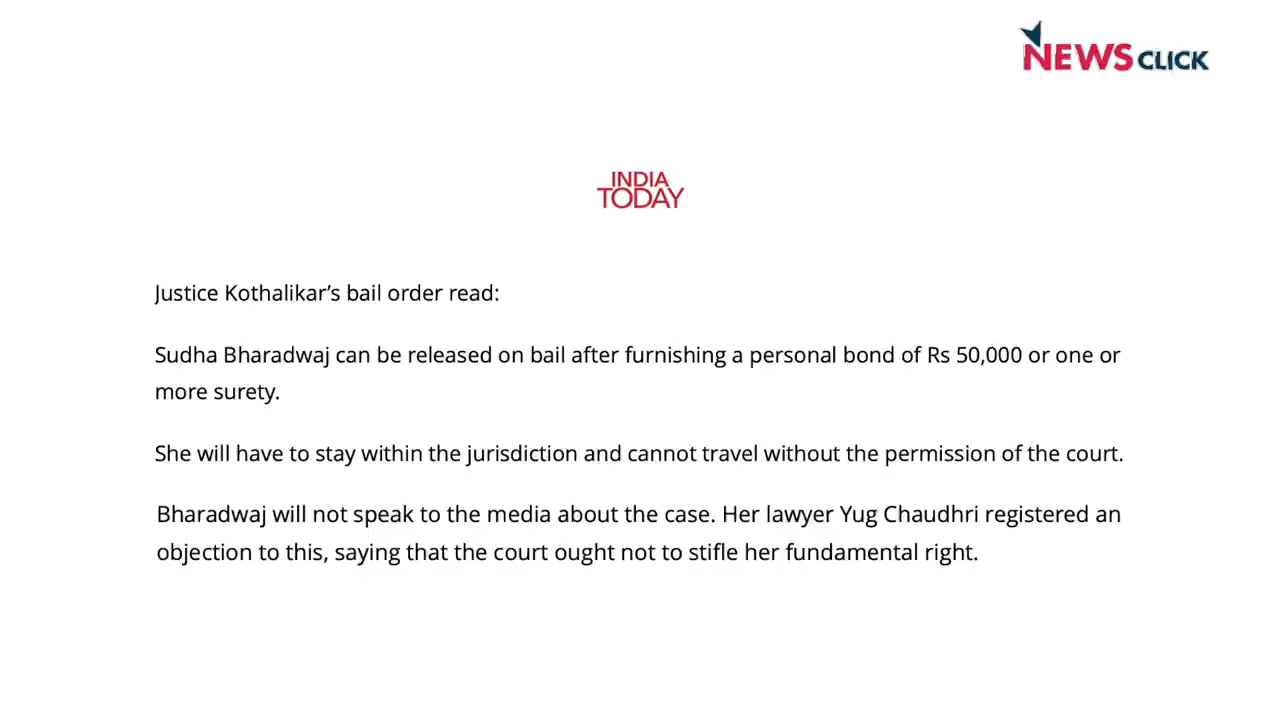 NEWS CLICK
INDIA
TODAY
Justice Kothalikar’s bail order read:
Sudha Bharadwaj can be released on bail after furnishing a personal bond of Rs 50,000 or one or
more surety.
She will have to stay within the jurisdiction and cannot travel without the permission of the court.
Bharadwaj will not speak to the media about the case. Her lawyer Yug Chaudhri registered an
objection to this, saying that the court ought not to stifle her fundamental right.